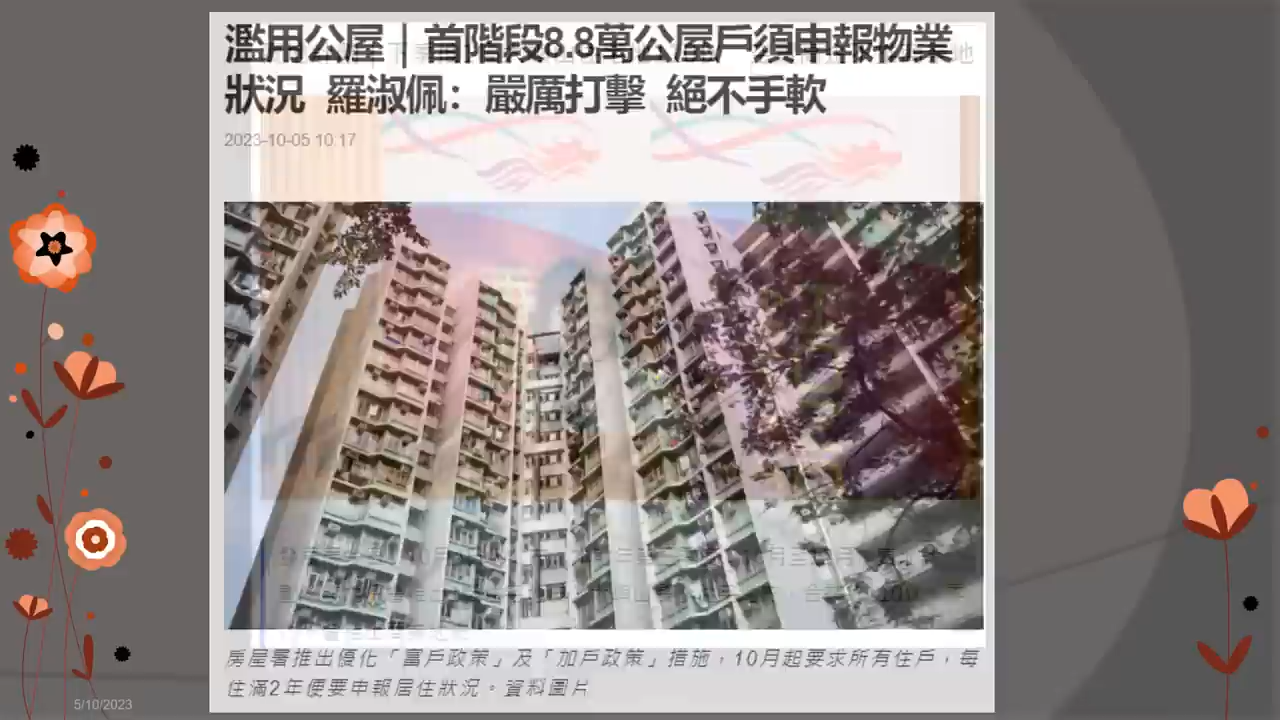 濫用公屋｜首階段8.8萬公屋戶須申報物業
狀況 羅淑佩：嚴厲打擊 絕不手軟
2023-10-05 10:17
房屋署推出優化「富戶政策」及「加戶政策」措施，10月起要求所有住戶，每
住滿2年便要申報居住狀況。資料圖片
5/10/2023